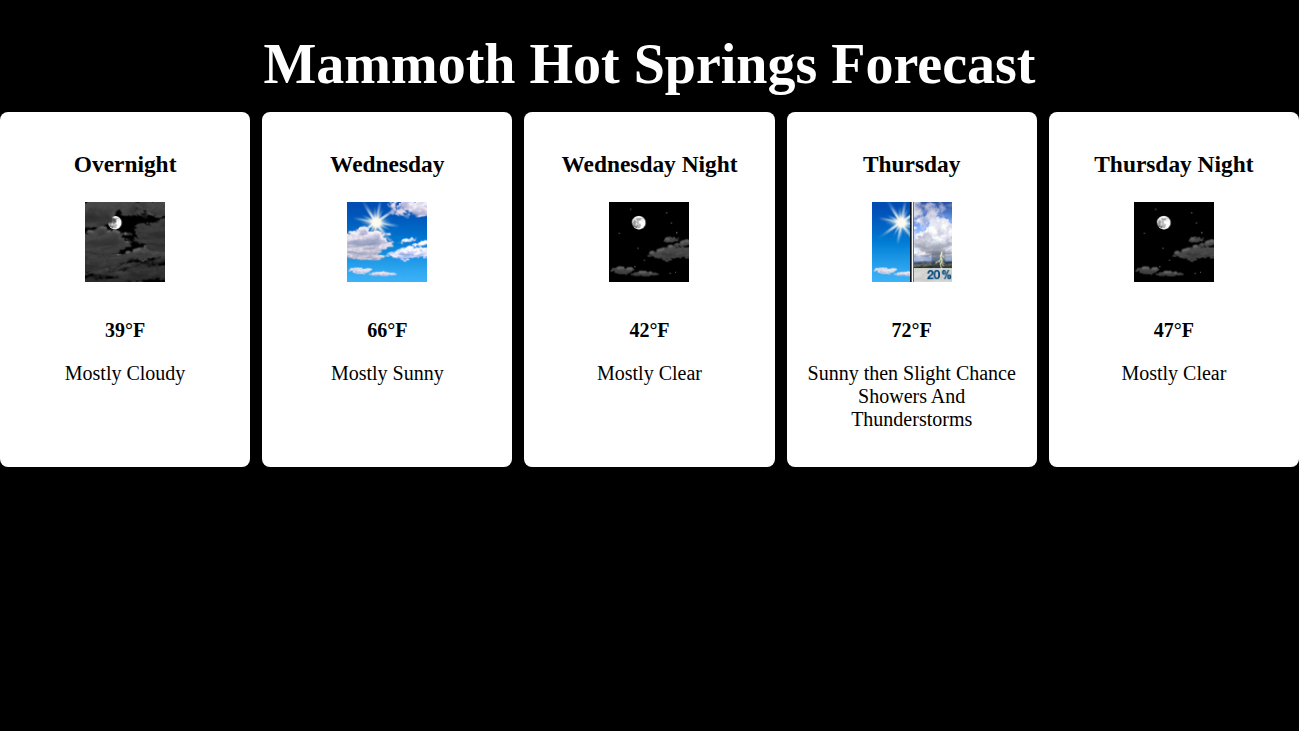 Mammoth Hot Springs Forecast
Overnight
39°F
Mostly Cloudy
Wednesday
66°F
Mostly Sunny
Wednesday Night
42°F
Mostly Clear
Thursday
20%
72°F
Sunny then Slight Chance
Showers And
Thunderstorms
Thursday Night
47°F
Mostly Clear